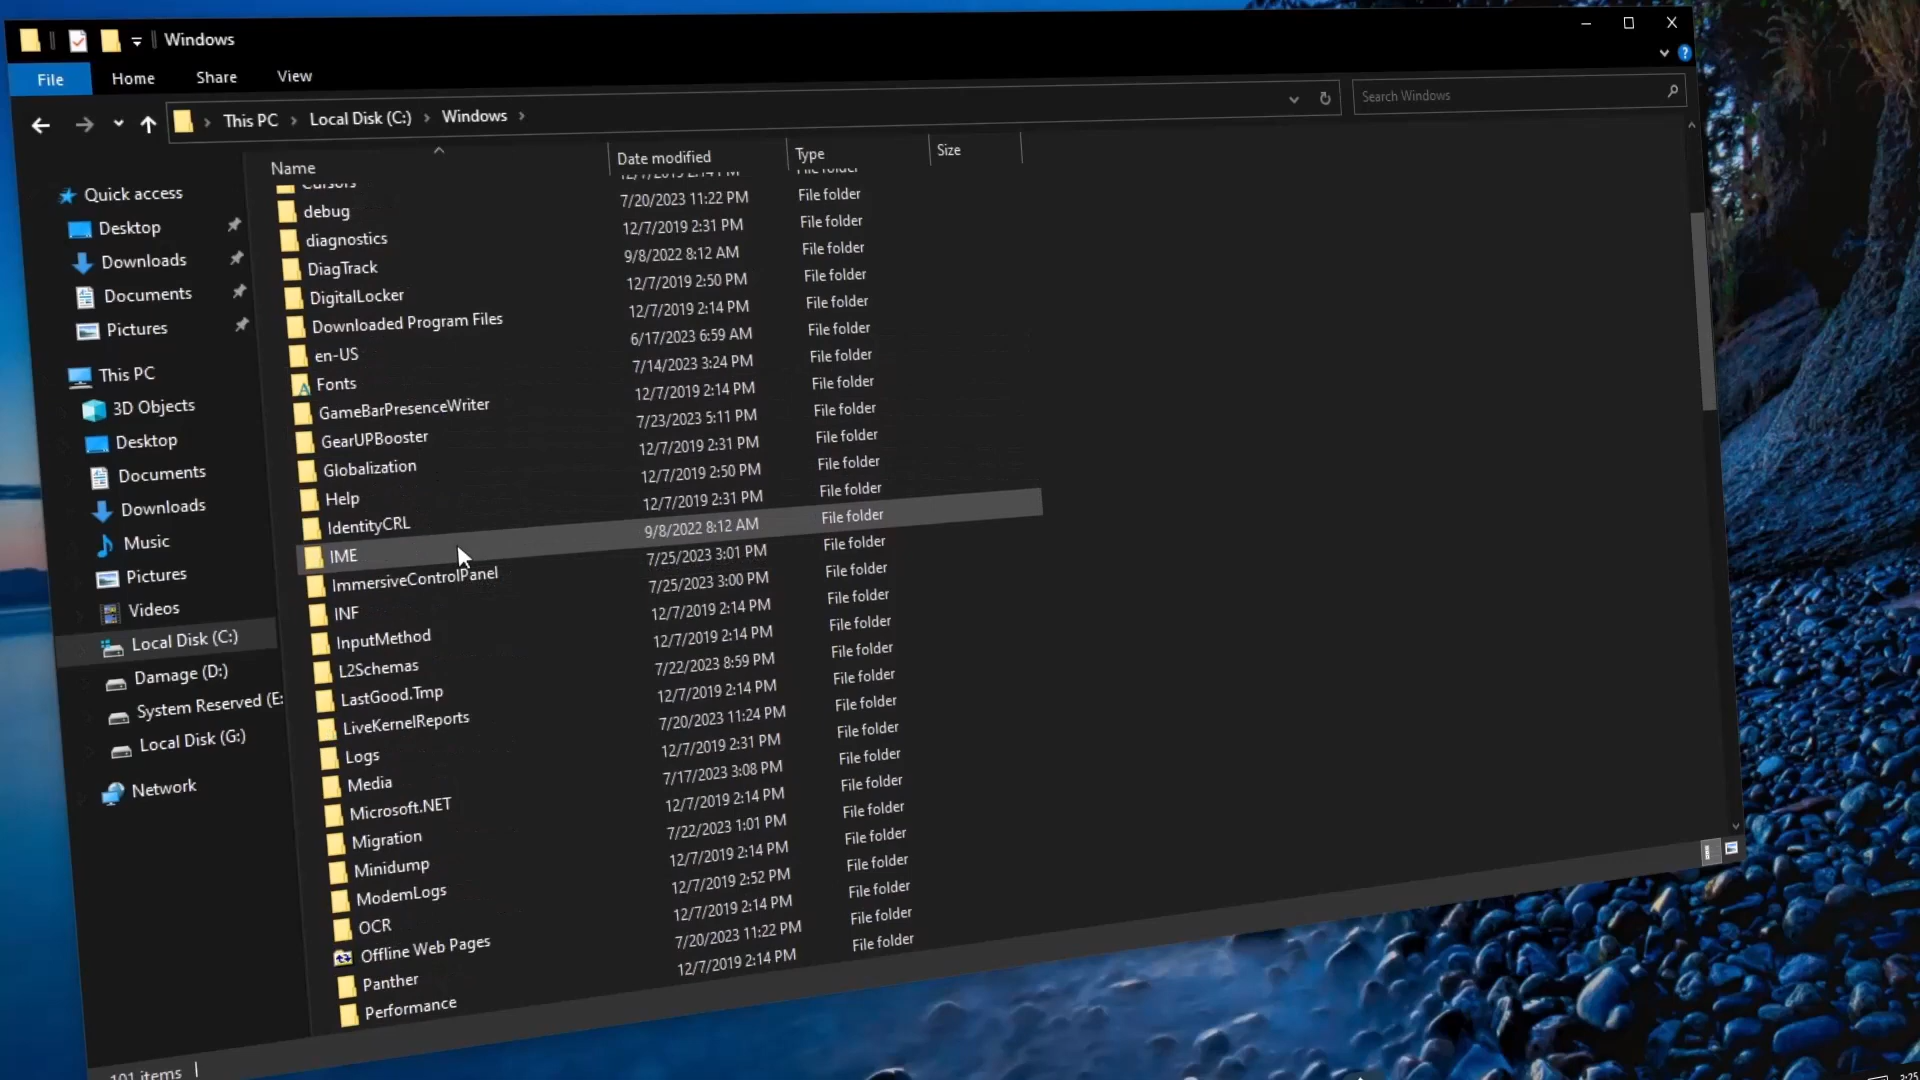 Windows
File Home Share View
This PC > Local Disk (C:) > Windows >
Search Windows
Quick access
Desktop
Downloads
Documents
Pictures
This PC
3D Objects
Desktop
Documents
Downloads
Music
Pictures
Videos
Local Disk (C:)
Damage (D:)
System Reserved (E:
Local Disk (G:)
Network
Name Date modified Type Size
Cursors 12/7/2019 2:14 PM File folder
debug 7/20/2023 11:22 PM File folder
diagnostics 12/7/2019 2:31 PM File folder
DiagTrack 9/8/2022 8:12 AM File folder
DigitalLocker 12/7/2019 2:50 PM File folder
Downloaded Program Files 12/7/2019 2:14 PM File folder
en-US 6/17/2023 6:59 AM File folder
Fonts 7/14/2023 3:24 PM File folder
GameBarPresenceWriter 12/7/2019 2:14 PM File folder
GearUPBooster 7/23/2023 5:11 PM File folder
Globalization 12/7/2019 2:31 PM File folder
Help 12/7/2019 2:50 PM File folder
IdentityCRL 12/7/2019 2:31 PM File folder
IME 9/8/2022 8:12 AM File folder
ImmersiveControlPanel 7/25/2023 3:01 PM File folder
INF 7/25/2023 3:00 PM File folder
InputMethod 12/7/2019 2:14 PM File folder
L2Schemas 12/7/2019 2:14 PM File folder
LastGood.Tmp 7/22/2023 8:59 PM File folder
LiveKernelReports 12/7/2019 2:14 PM File folder
Logs 7/20/2023 11:24 PM File folder
Media 12/7/2019 2:31 PM File folder
Microsoft.NET 7/17/2023 3:08 PM File folder
Migration 12/7/2019 2:14 PM File folder
Minidump 7/22/2023 1:01 PM File folder
ModemLogs 12/7/2019 2:14 PM File folder
OCR 12/7/2019 2:52 PM File folder
Offline Web Pages 12/7/2019 2:14 PM File folder
Panther 7/20/2023 11:22 PM File folder
Performance 12/7/2019 2:14 PM File folder
101 items